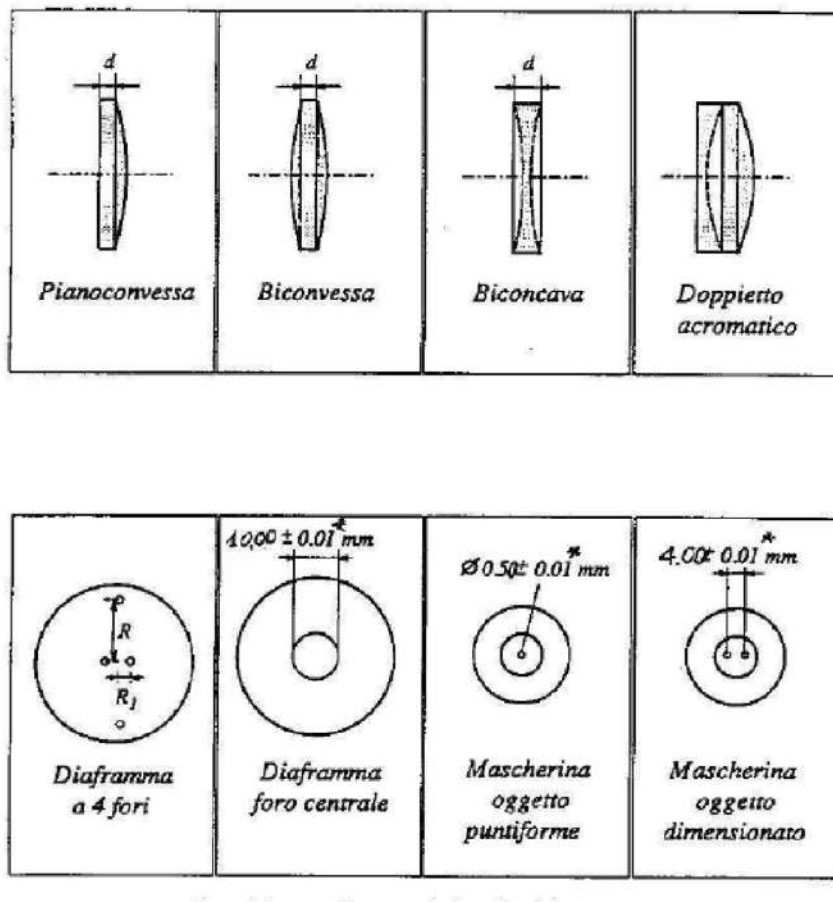 d
d
d
Pianoconvessa
Biconvessa
Biconcava
Doppietto
acromatico
R
R1
Diaframma
a 4 fori
10,00 ± 0.01* mm
Diaframma
foro centrale
Ø 0.50± 0.01* mm
Mascherina
oggetto
puntiforme
4.00± 0.01* mm
Mascherina
oggetto
dimensionato